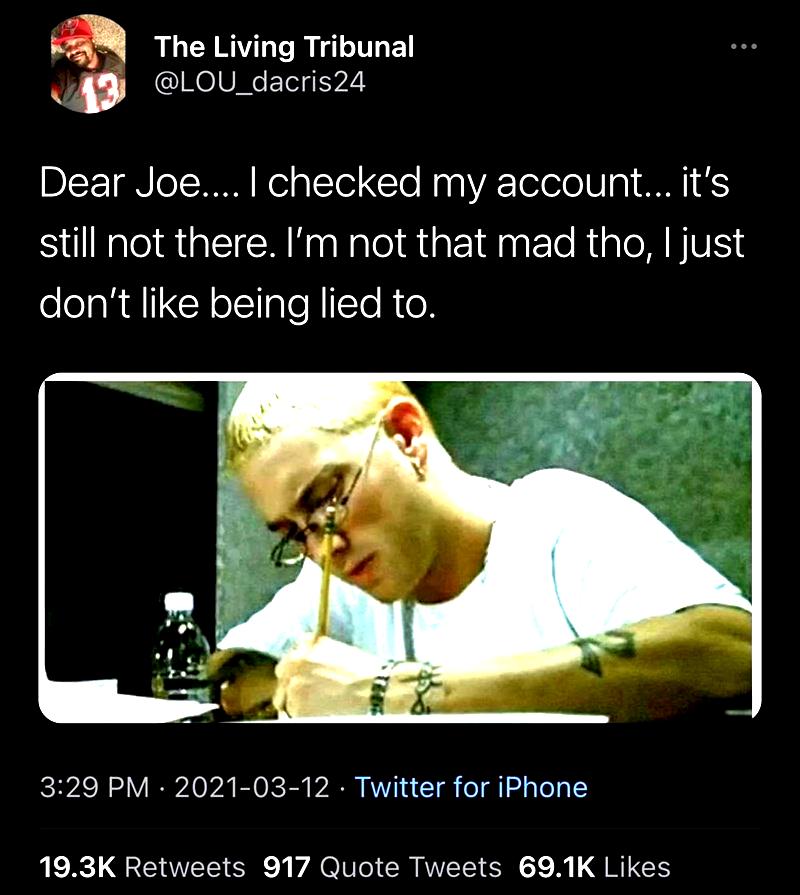 The Living Tribunal
@LOU_dacris24
Dear Joe.... I checked my account... it's
still not there. I'm not that mad tho, I just
don't like being lied to.
13
3:29 PM · 2021-03-12 · Twitter for iPhone
19.3K Retweets 917 Quote Tweets 69.1K Likes